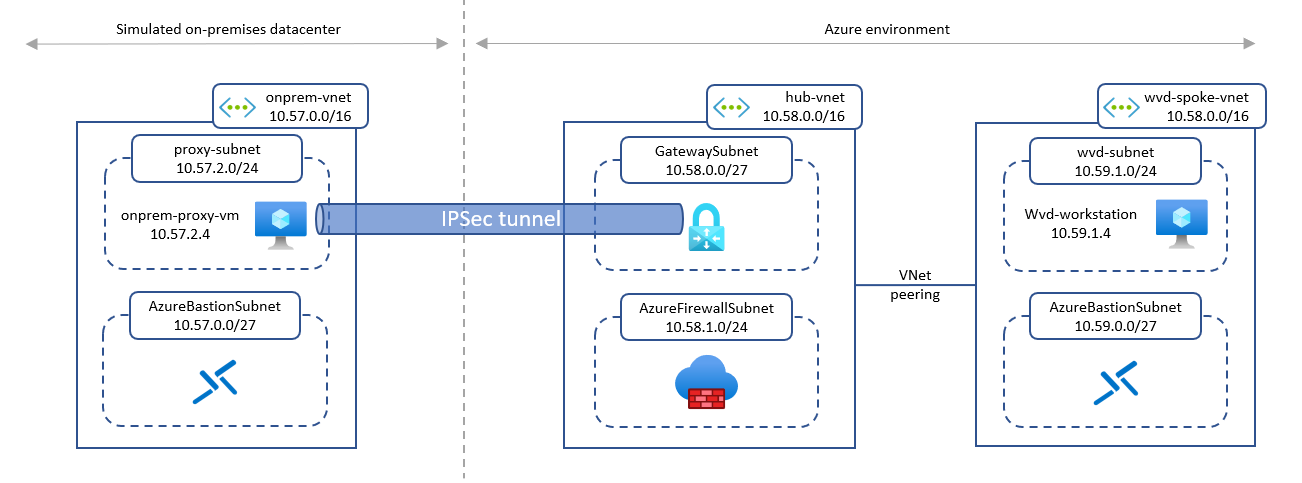 Simulated on-premises datacenter
Azure environment
onprem-vnet
10.57.0.0/16
proxy-subnet
10.57.2.0/24
onprem-proxy-vm
10.57.2.4
AzureBastionSubnet
10.57.0.0/27
IPSec tunnel
hub-vnet
10.58.0.0/16
GatewaySubnet
10.58.0.0/27
AzureFirewallSubnet
10.58.1.0/24
VNet
peering
wvd-spoke-vnet
10.58.0.0/16
wvd-subnet
10.59.1.0/24
Wvd-workstation
10.59.1.4
AzureBastionSubnet
10.59.0.0/27